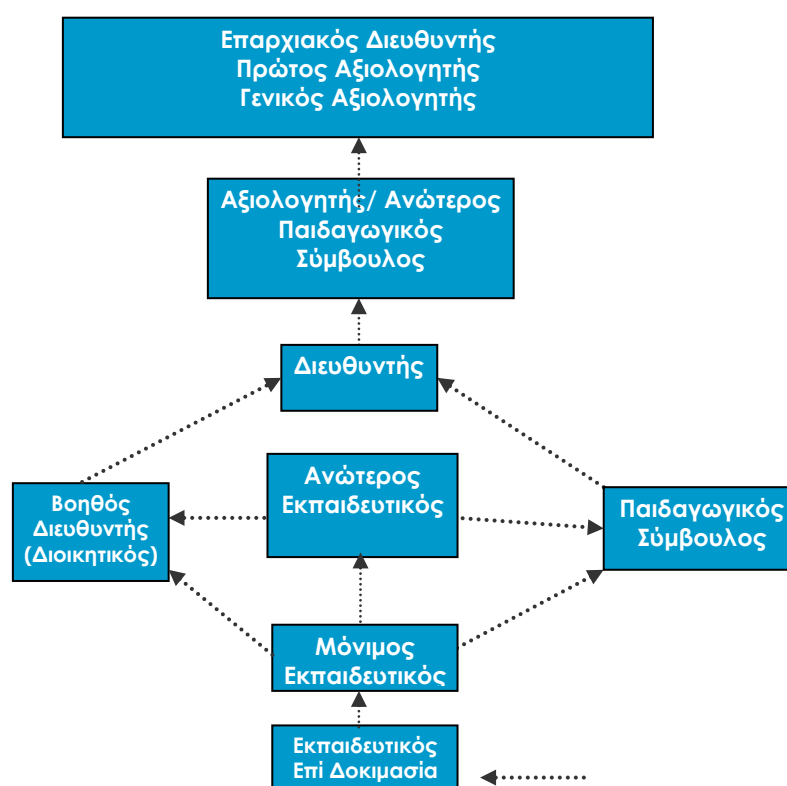 Επαρχιακός Διευθυντής
Πρώτος Αξιολογητής
Γενικός Αξιολογητής
Αξιολογητής/ Ανώτερος
Παιδαγωγικός
Σύμβουλος
Διευθυντής
Βοηθός
Διευθυντής
(Διοικητικός)
Ανώτερος
Εκπαιδευτικός
Παιδαγωγικός
Σύμβουλος
Μόνιμος
Εκπαιδευτικός
Εκπαιδευτικός
Επί Δοκιμασία